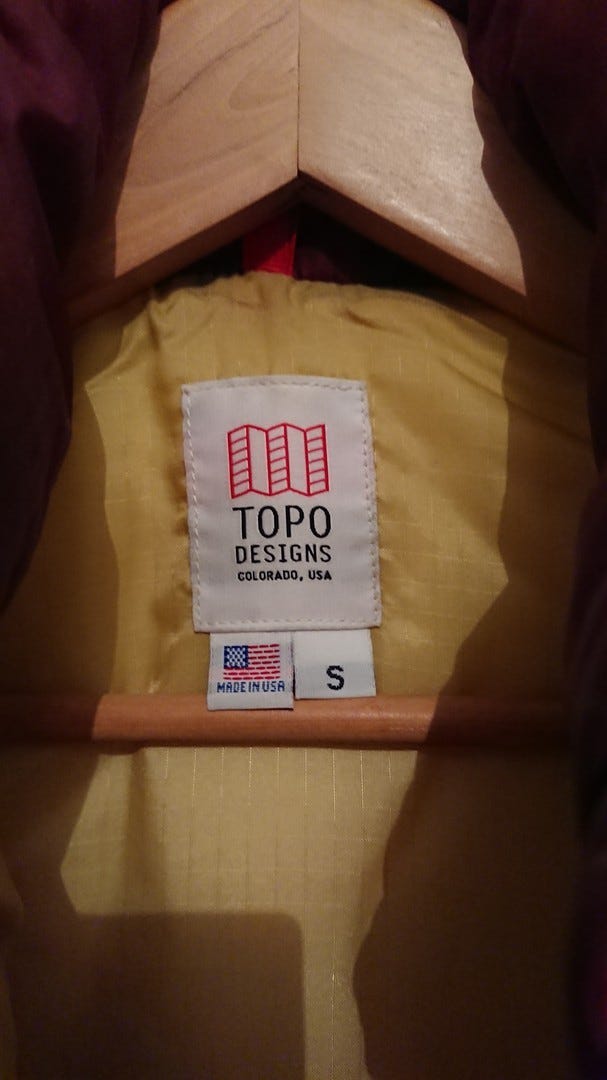 TOPO
DESIGNS
COLORADO, USA
MADE IN USA
S